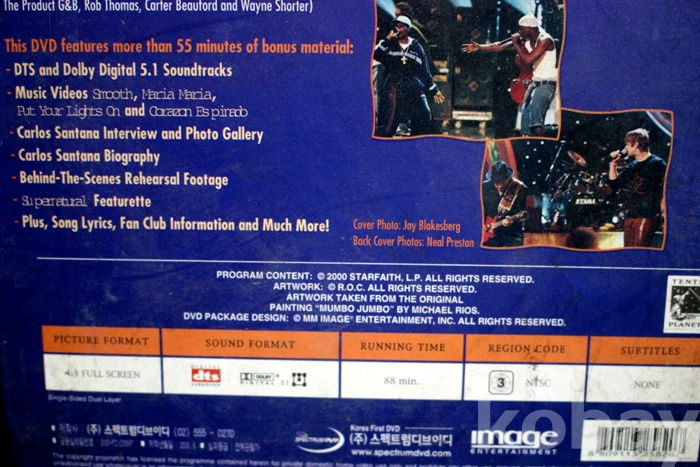 The Product G&B, Rob Thomas, Carter Beauford and Wayne Shorter)
This DVD features more than 55 minutes of bonus material:
- DTS and Dolby Digital 5.1 Soundtracks
- Music Videos Smooth, Maria Maria,
Put Your Lights On and Corazon Espinado
- Carlos Santana Interview and Photo Gallery
- Carlos Santana Biography
- Behind-The-Scenes Rehearsal Footage
- Supernatural Featurette
- Plus, Song Lyrics, Fan Club Information and Much More!
Cover Photo: Jay Blakesberg
Back Cover Photos: Neal Preston
TAMA
PROGRAM CONTENT: © 2000 STARFAITH, L.P. ALL RIGHTS RESERVED.
ARTWORK: © R.O.C. ALL RIGHTS RESERVED.
ARTWORK TAKEN FROM THE ORIGINAL
PAINTING "MUMBO JUMBO" BY MICHAEL RIOS.
DVD PACKAGE DESIGN: © MM IMAGE ENTERTAINMENT, INC. ALL RIGHTS RESERVED.
PICTURE FORMAT SOUND FORMAT RUNNING TIME REGION CODE SUBTITLES
4:3 FULL SCREEN DIGITAL dts SURROUND DOLBY DIGITAL 5.1 88 min. 3 NTSC NONE
Single-Sided Dual Layer
(주) 스펙트럼디브이디 (02) 555 - 0270
SPECTRUM DVD Korea First DVD
(주) 스펙트럼디브이디
www.spectrumdvd.com
image
ENTERTAINMENT
kobay